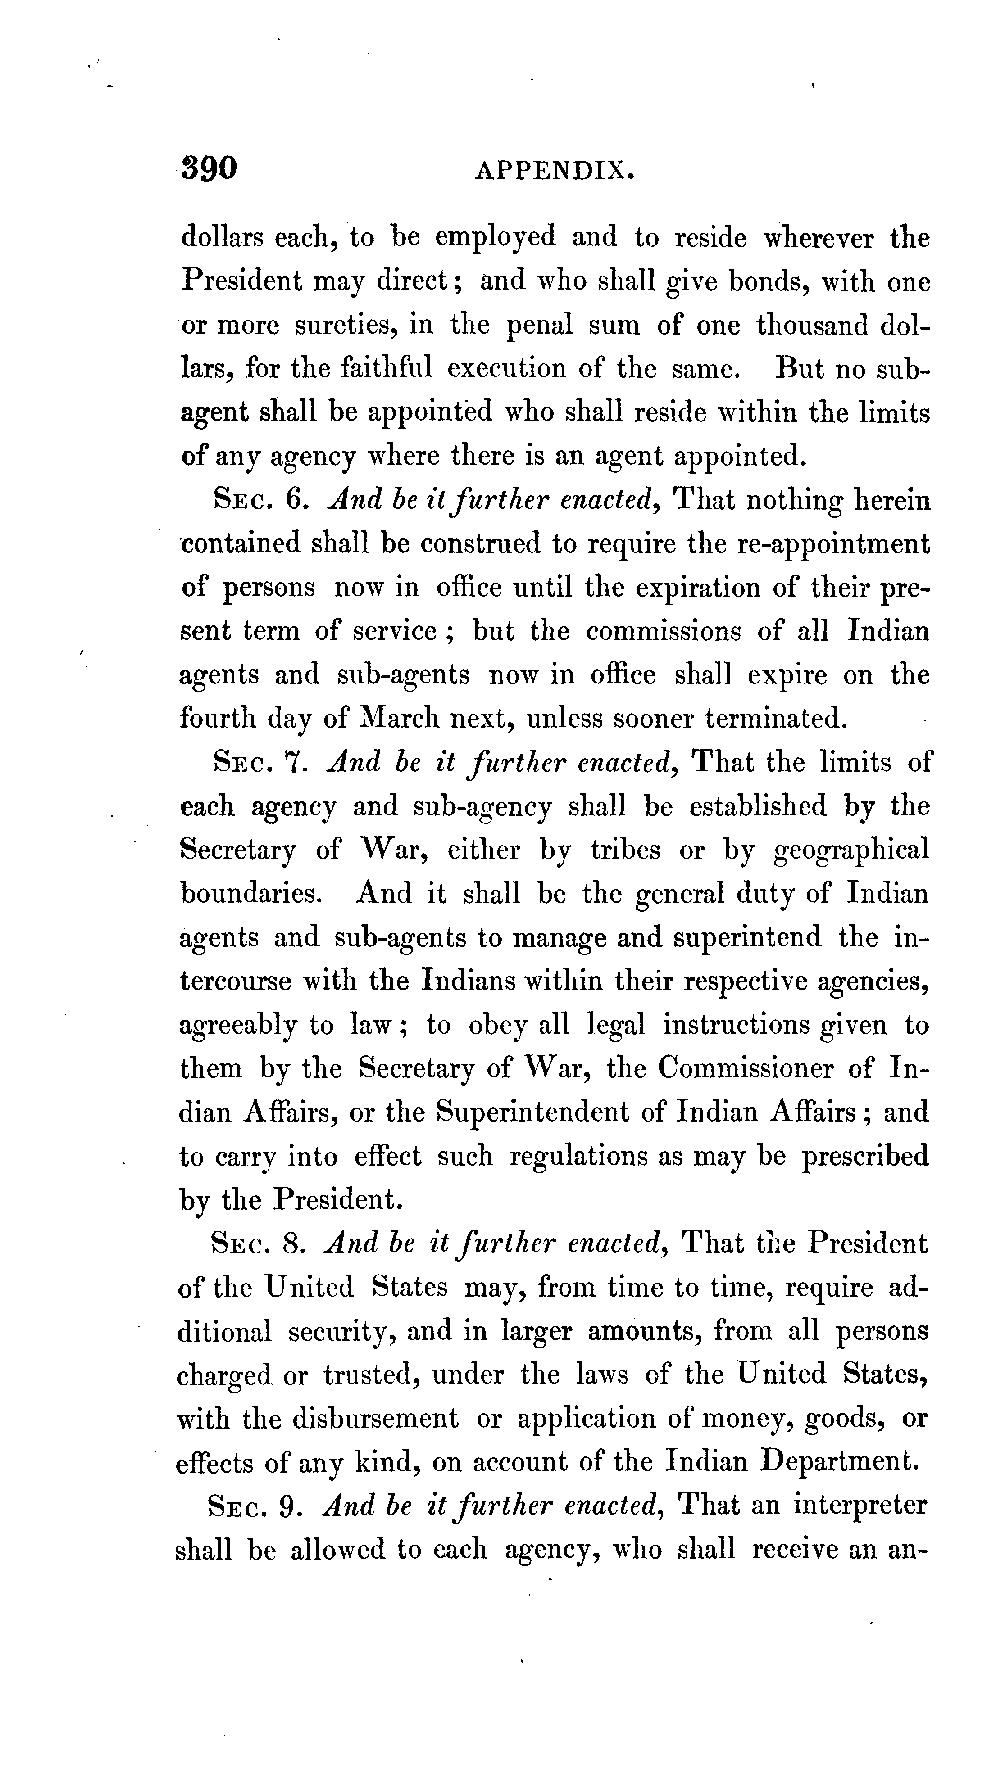 390 APPENDIX.
dollars each, to be employed and to reside wherever the
President may direct; and who shall give bonds, with one
or more sureties, in the penal sum of one thousand dol-
lars, for the faithful execution of the same. But no sub-
agent shall be appointed who shall reside within the limits
of any agency where there is an agent appointed.
SEC. 6. And be it further enacted, That nothing herein
contained shall be construed to require the re-appointment
of persons now in office until the expiration of their pre-
sent term of service; but the commissions of all Indian
agents and sub-agents now in office shall expire on the
fourth day of March next, unless sooner terminated.
SEC. 7. And be it further enacted, That the limits of
each agency and sub-agency shall be established by the
Secretary of War, either by tribes or by geographical
boundaries. And it shall be the general duty of Indian
agents and sub-agents to manage and superintend the in-
tercourse with the Indians within their respective agencies,
agreeably to law; to obey all legal instructions given to
them by the Secretary of War, the Commissioner of In-
dian Affairs, or the Superintendent of Indian Affairs; and
to carry into effect such regulations as may be prescribed
by the President.
SEC. 8. And be it further enacted, That the President
of the United States may, from time to time, require ad-
ditional security, and in larger amounts, from all persons
charged or trusted, under the laws of the United States,
with the disbursement or application of money, goods, or
effects of any kind, on account of the Indian Department.
SEC. 9. And be it further enacted, That an interpreter
shall be allowed to each agency, who shall receive an an-